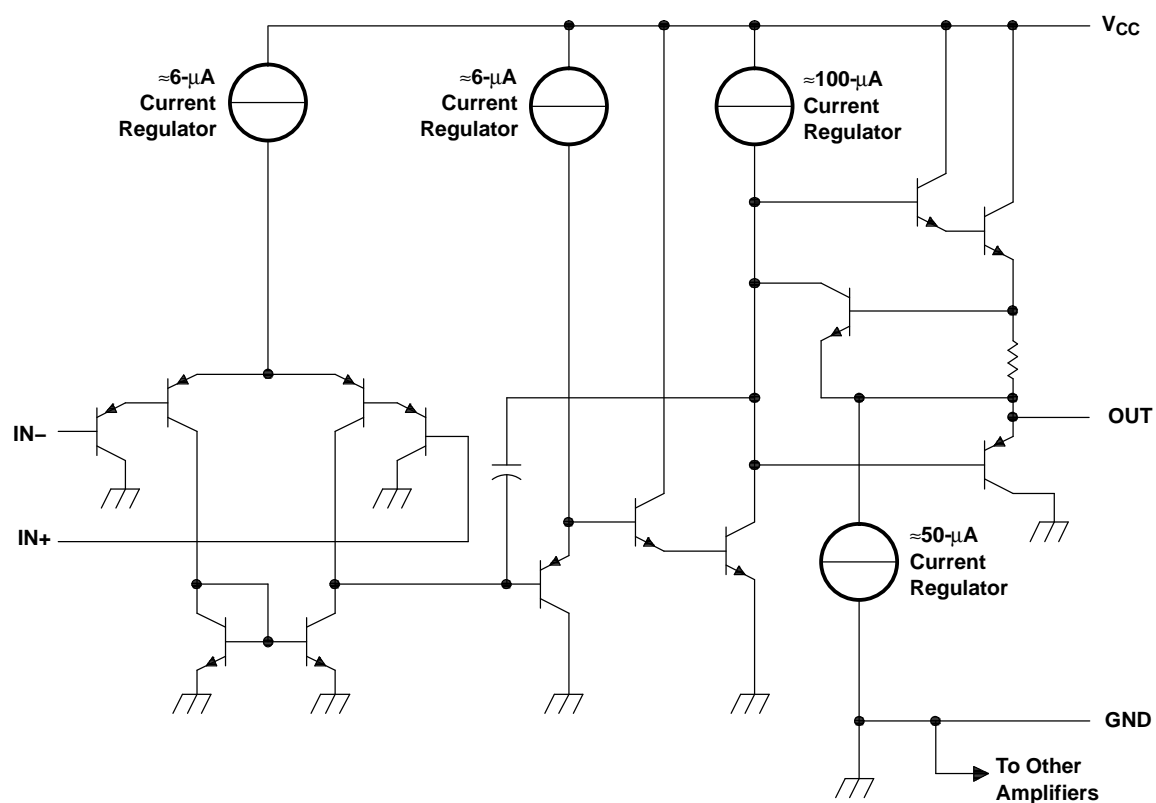 V_CC
≈6-μA
Current
Regulator
≈6-μA
Current
Regulator
≈100-μA
Current
Regulator
IN−
OUT
IN+
≈50-μA
Current
Regulator
GND
To Other
Amplifiers